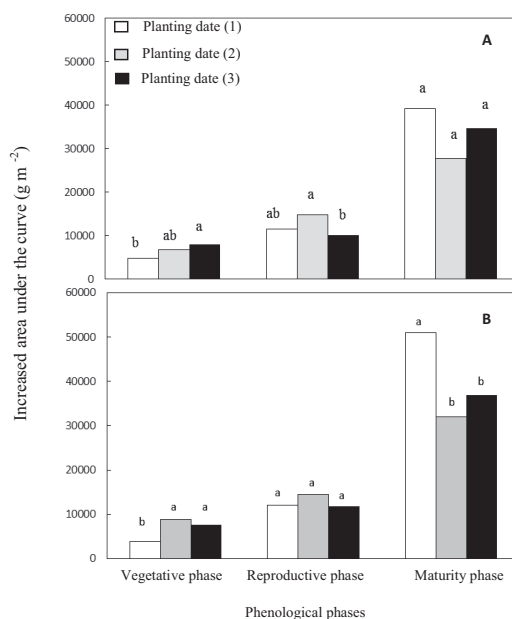 Planting date (1)
Planting date (2)
Planting date (3)
A
60000
50000
40000
30000
20000
10000
0
b ab a
ab a b
a a a
B
60000
50000
40000
30000
20000
10000
0
b a a
a a a
a b b
Increased area under the curve (g m -2)
Vegetative phase Reproductive phase Maturity phase
Phenological phases